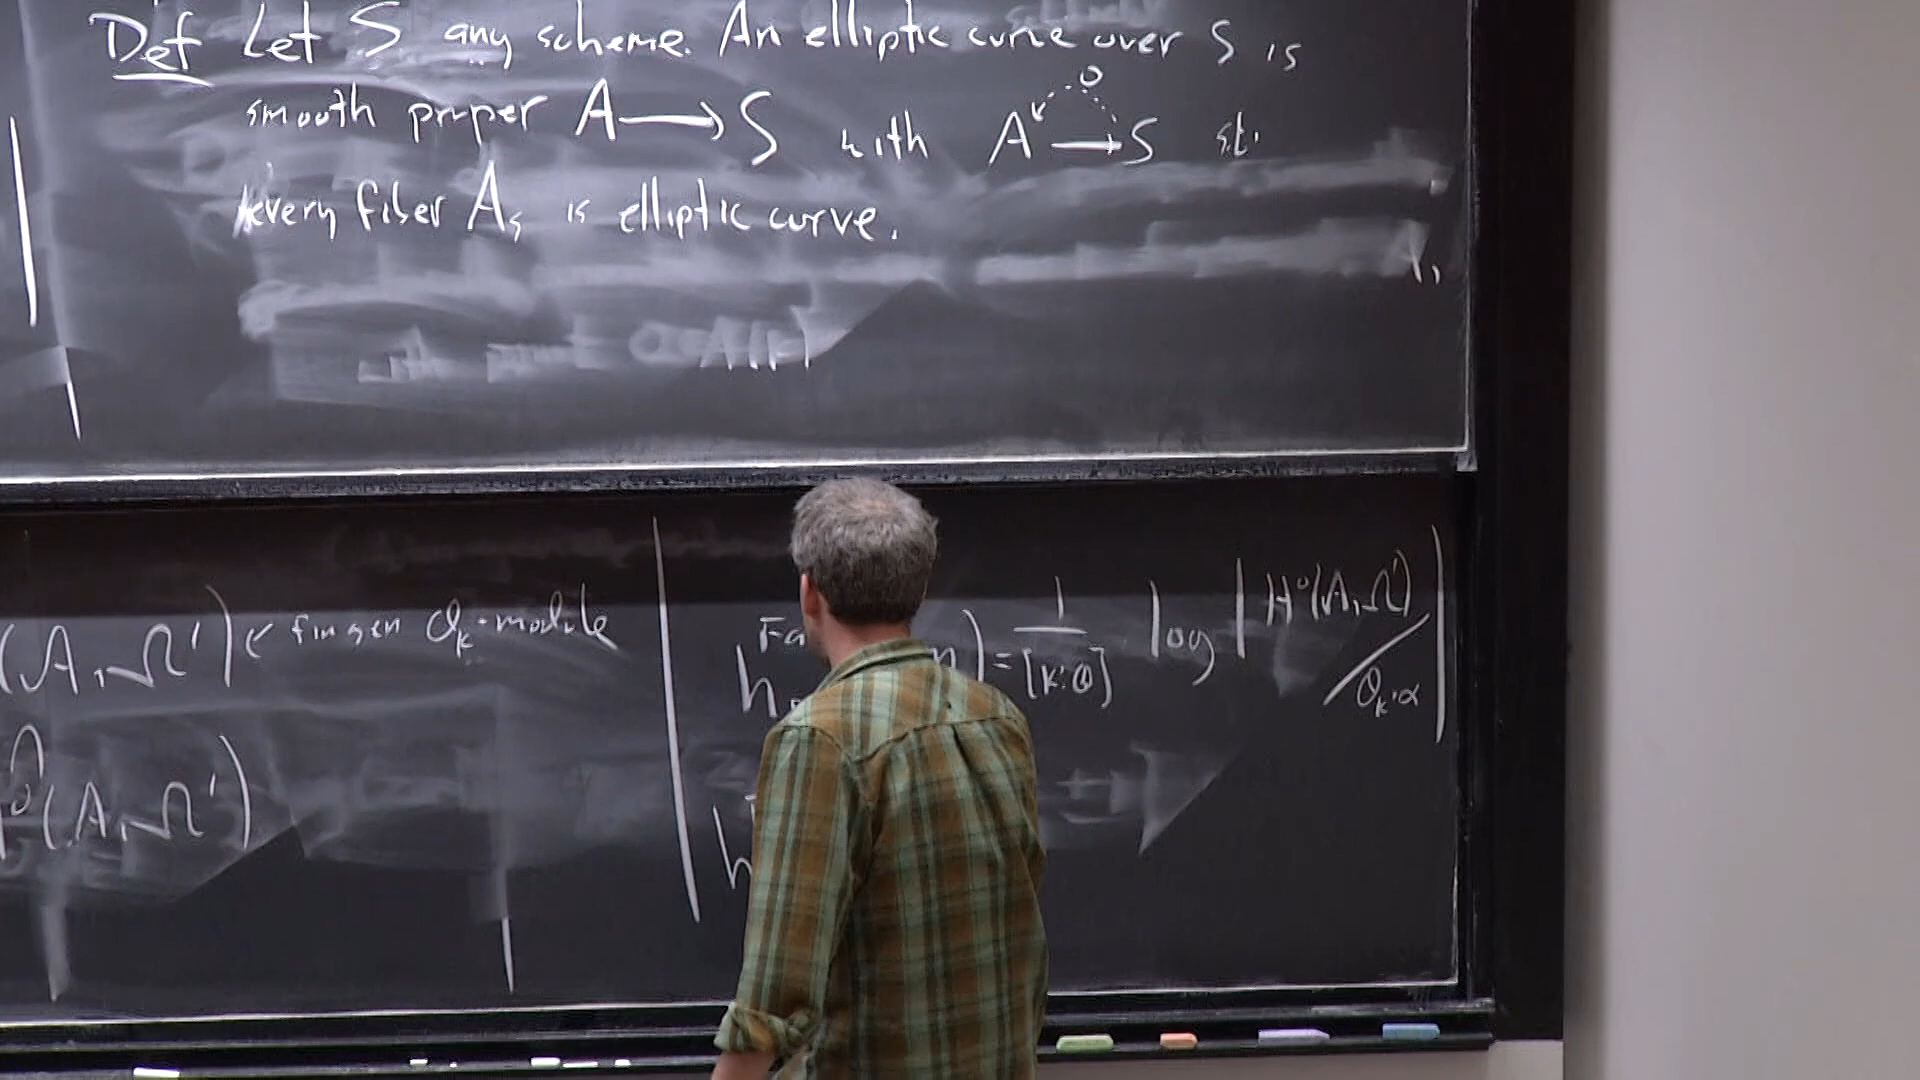 Def Let S any scheme. An elliptic curve over S is
smooth proper A → S with A → S s.t.
0
every fiber A_s is elliptic curve.
(A, Ω¹) ← fin gen O_K-module
(A, Ω¹)
h ) = 1/[K:Q] log | H⁰(A, Ω¹) / O_K·α |
h